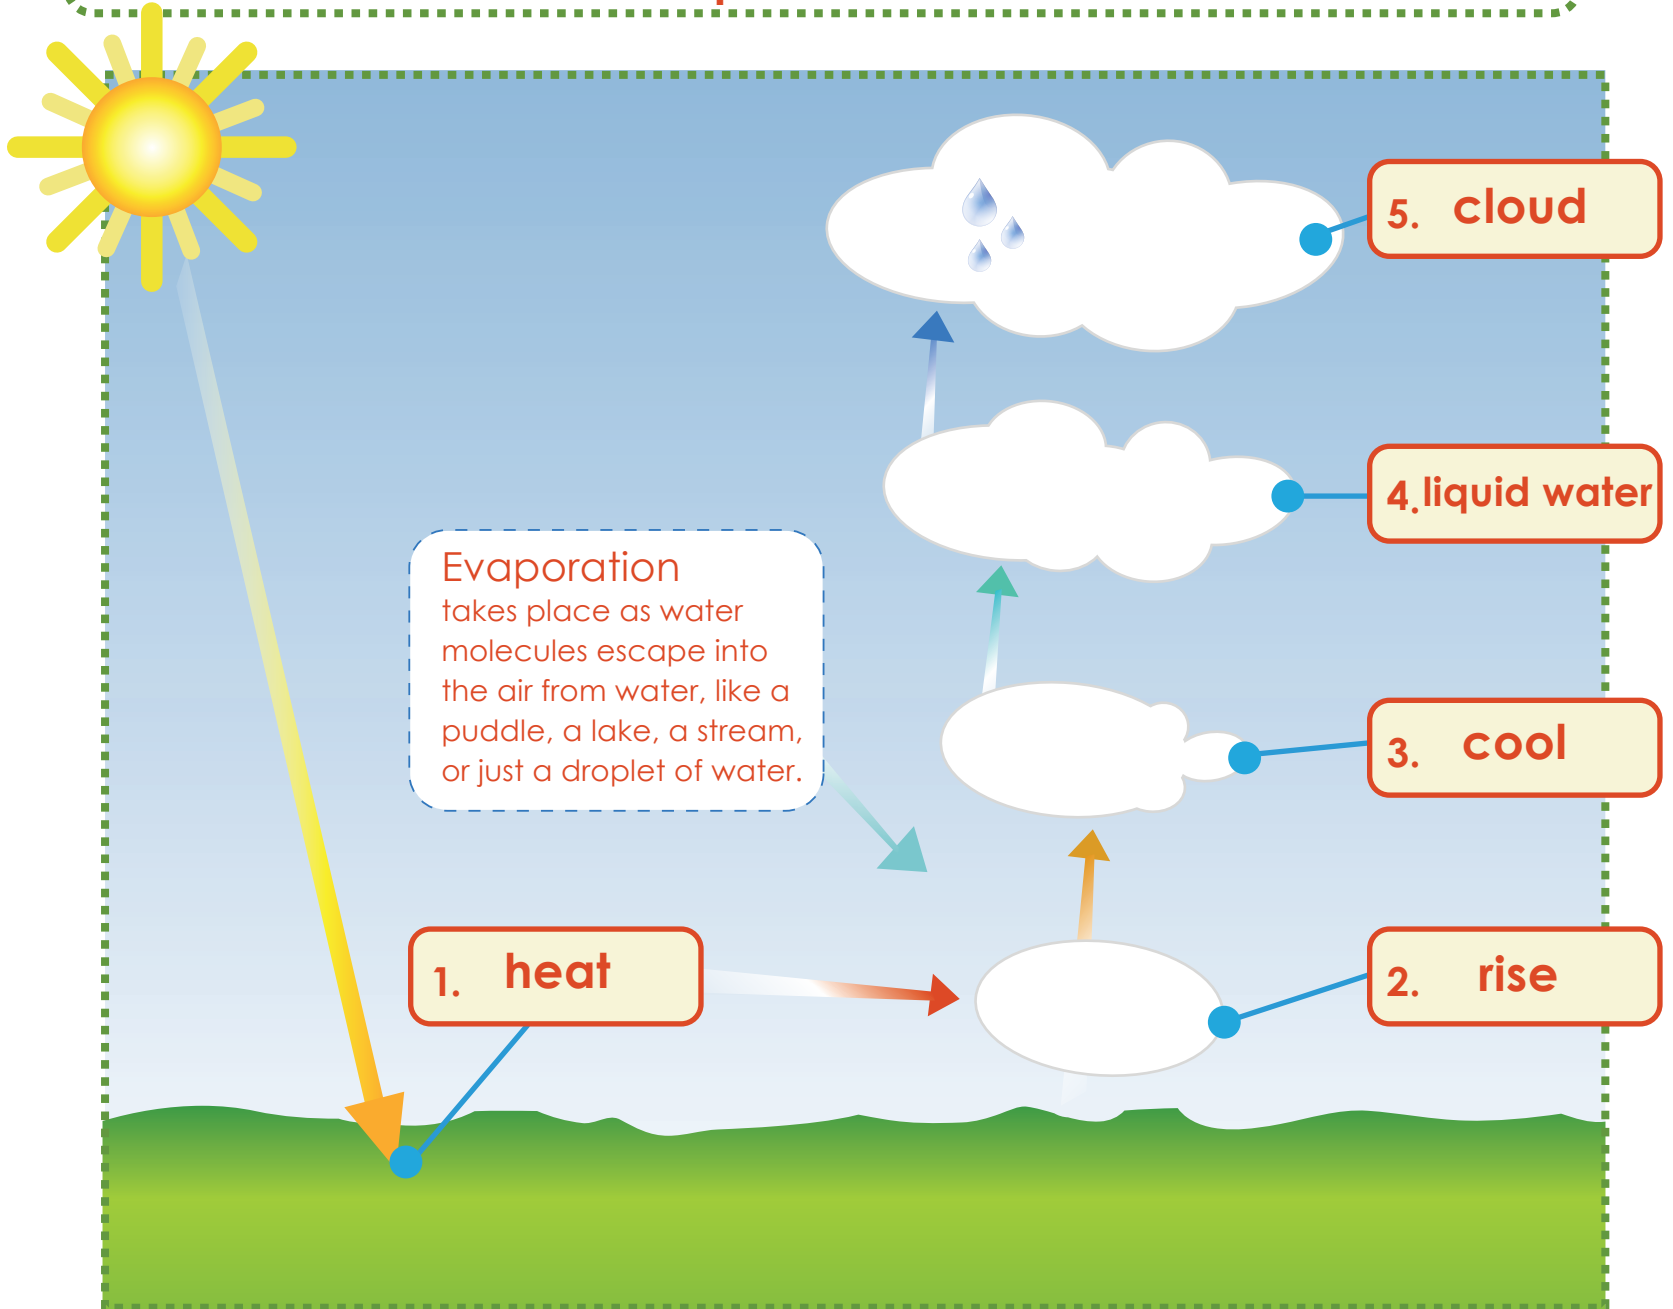 5. cloud
4. liquid water
Evaporation
takes place as water
molecules escape into
the air from water, like a
puddle, a lake, a stream,
or just a droplet of water.
3. cool
1. heat
2. rise